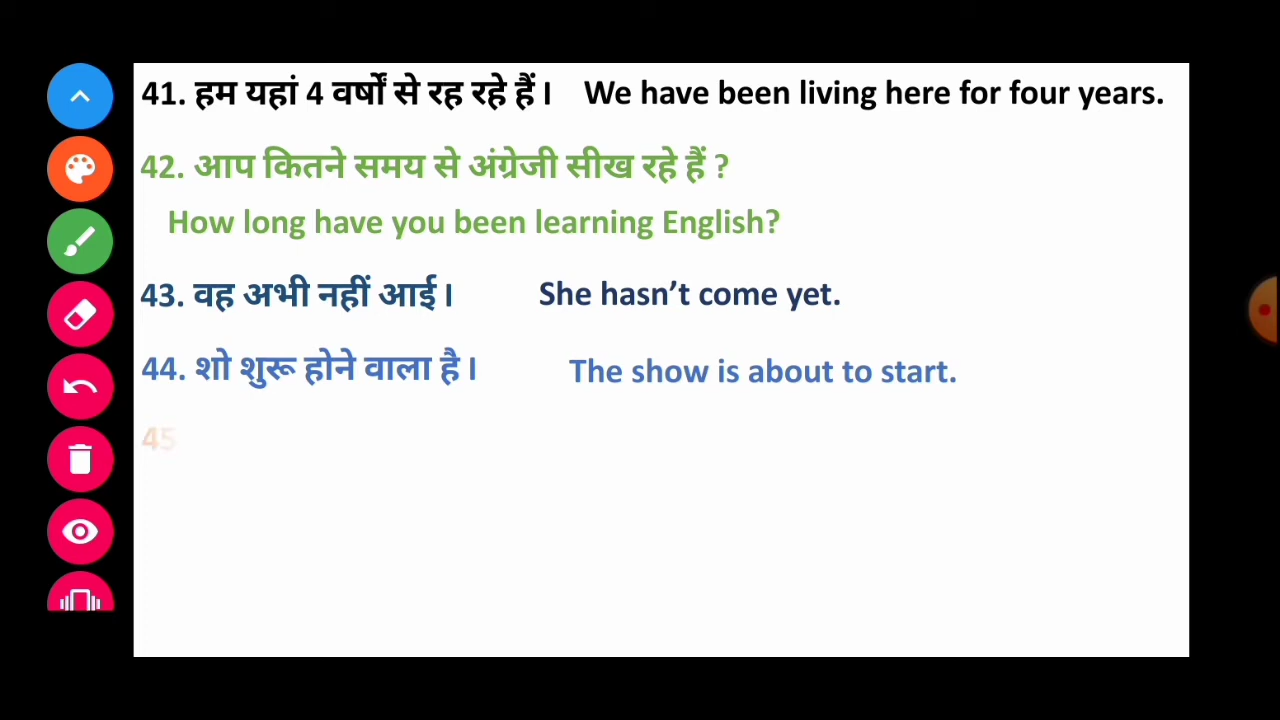 41. हम यहां 4 वर्षों से रह रहे हैं I We have been living here for four years.
42. आप कितने समय से अंग्रेजी सीख रहे हैं ?
How long have you been learning English?
43. वह अभी नहीं आई I She hasn’t come yet.
44. शो शुरू होने वाला है I The show is about to start.
45